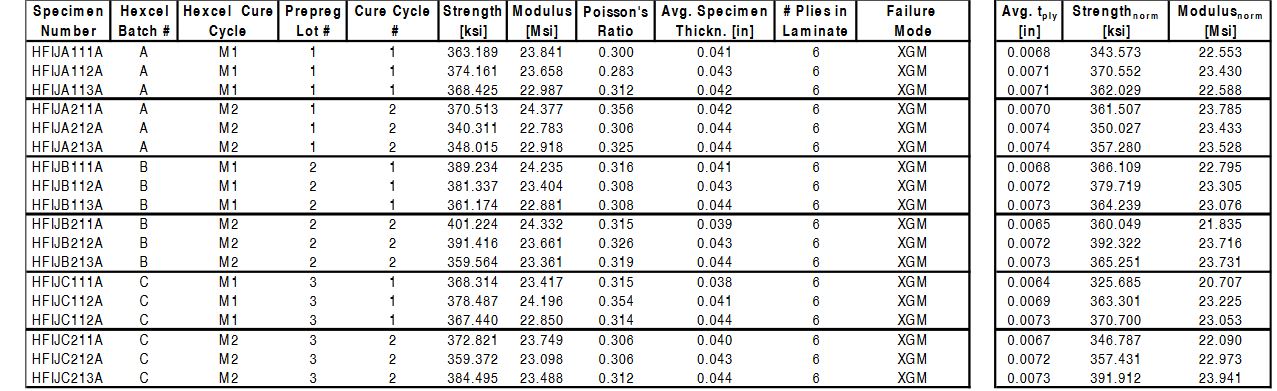 Specimen Hexcel Hexcel Cure Prepreg Cure Cycle Strength Modulus Poisson's Avg. Specimen # Plies in Failure Avg. tply Strengthnorm Modulusnorm
Number Batch # Cycle Lot # # [ksi] [Msi] Ratio Thickn. [in] Laminate Mode [in] [ksi] [Msi]
HFIJA111A A M1 1 1 363.189 23.841 0.300 0.041 6 XGM 0.0068 343.573 22.553
HFIJA112A A M1 1 1 374.161 23.658 0.283 0.043 6 XGM 0.0071 370.552 23.430
HFIJA113A A M1 1 1 368.425 22.987 0.312 0.042 6 XGM 0.0071 362.029 22.588
HFIJA211A A M2 1 2 370.513 24.377 0.356 0.042 6 XGM 0.0070 361.507 23.785
HFIJA212A A M2 1 2 340.311 22.783 0.306 0.044 6 XGM 0.0074 350.027 23.433
HFIJA213A A M2 1 2 348.015 22.918 0.325 0.044 6 XGM 0.0074 357.280 23.528
HFIJB111A B M1 2 1 389.234 24.235 0.316 0.041 6 XGM 0.0068 366.109 22.795
HFIJB112A B M1 2 1 381.337 23.404 0.308 0.043 6 XGM 0.0072 379.719 23.305
HFIJB113A B M1 2 1 361.174 22.881 0.308 0.044 6 XGM 0.0073 364.239 23.076
HFIJB211A B M2 2 2 401.224 24.332 0.315 0.039 6 XGM 0.0065 360.049 21.835
HFIJB212A B M2 2 2 391.416 23.661 0.326 0.043 6 XGM 0.0072 392.322 23.716
HFIJB213A B M2 2 2 359.564 23.361 0.319 0.044 6 XGM 0.0073 365.251 23.731
HFIJC111A C M1 3 1 368.314 23.417 0.315 0.038 6 XGM 0.0064 325.685 20.707
HFIJC112A C M1 3 1 378.487 24.196 0.354 0.041 6 XGM 0.0069 363.301 23.225
HFIJC112A C M1 3 1 367.440 22.850 0.314 0.044 6 XGM 0.0073 370.700 23.053
HFIJC211A C M2 3 2 372.821 23.749 0.306 0.040 6 XGM 0.0067 346.787 22.090
HFIJC212A C M2 3 2 359.372 23.098 0.306 0.043 6 XGM 0.0072 357.431 22.973
HFIJC213A C M2 3 2 384.495 23.488 0.312 0.044 6 XGM 0.0073 391.912 23.941